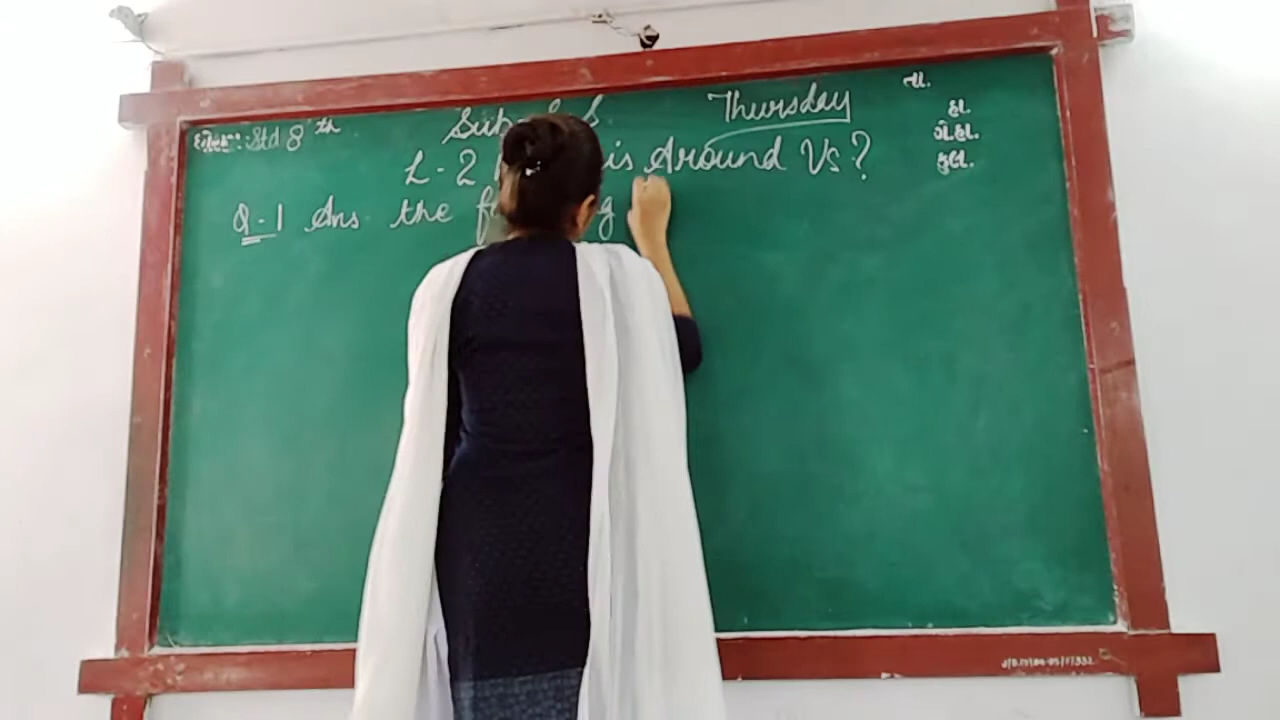 તા.
ધોરણ: Std 8th Sub S Thursday
હા.
L-2 is Around Us?
ગે.હા.
કુલ.
Q-1 Ans the